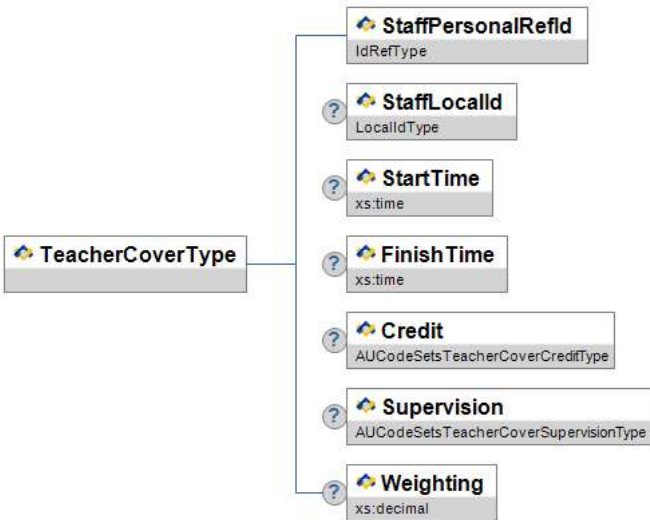 StaffPersonalRefId
IdRefType
?
StaffLocalId
LocalIdType
?
StartTime
xs:time
TeacherCoverType
?
FinishTime
xs:time
?
Credit
AUCodeSetsTeacherCoverCreditType
?
Supervision
AUCodeSetsTeacherCoverSupervisionType
?
Weighting
xs:decimal